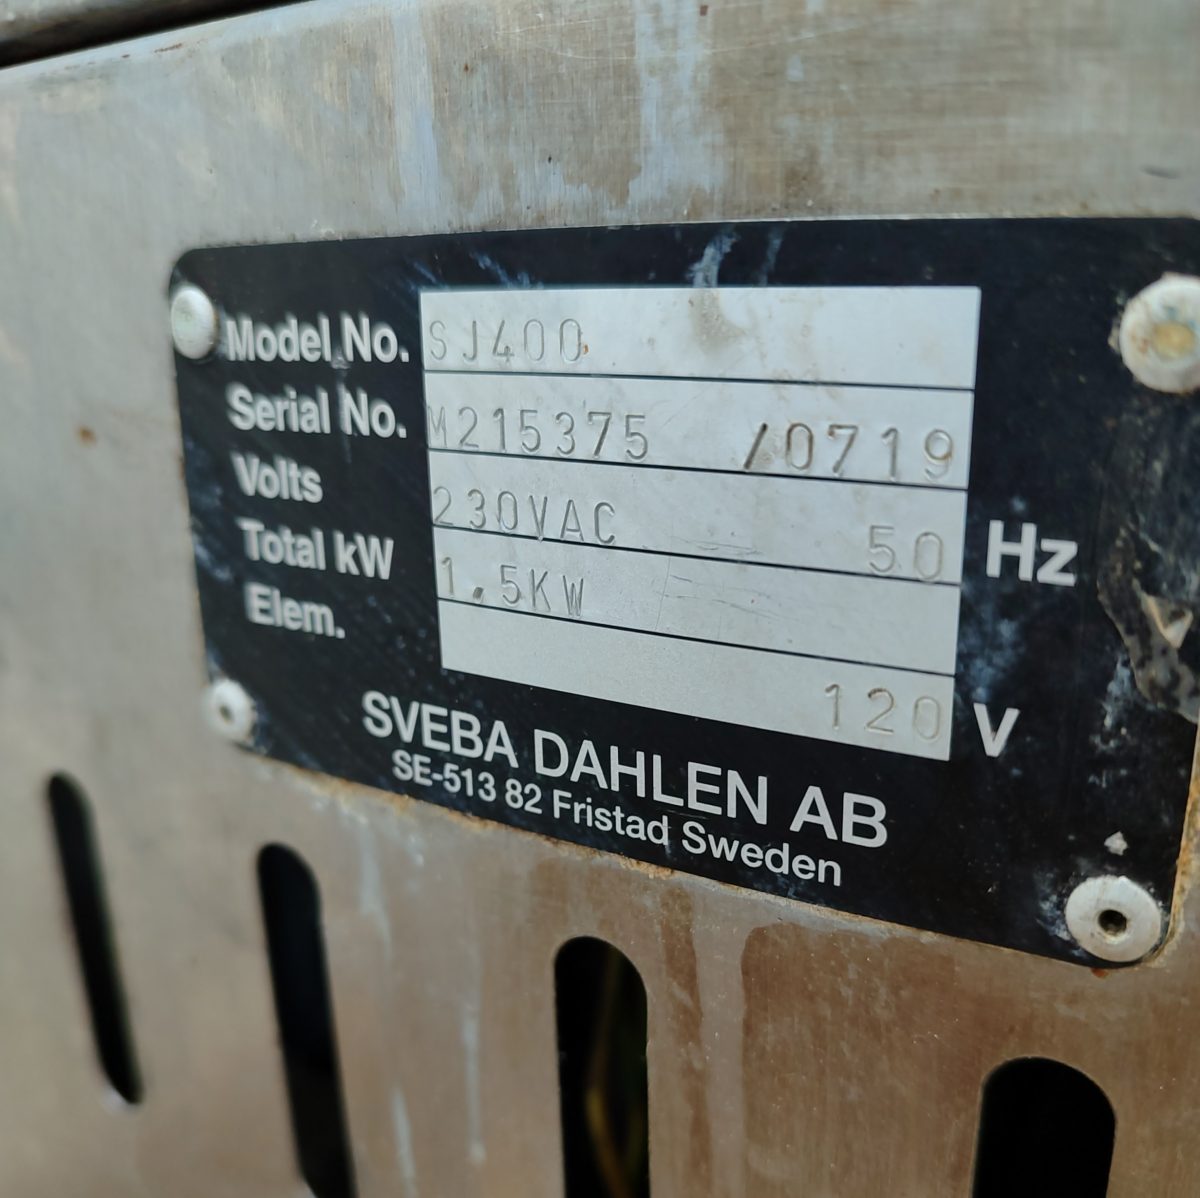 Model No. SJ400
Serial No. M215375 /0719
Volts 230VAC 50 Hz
Total kW 1.5KW
Elem. 120 V
SVEBA DAHLEN AB
SE-513 82 Fristad Sweden